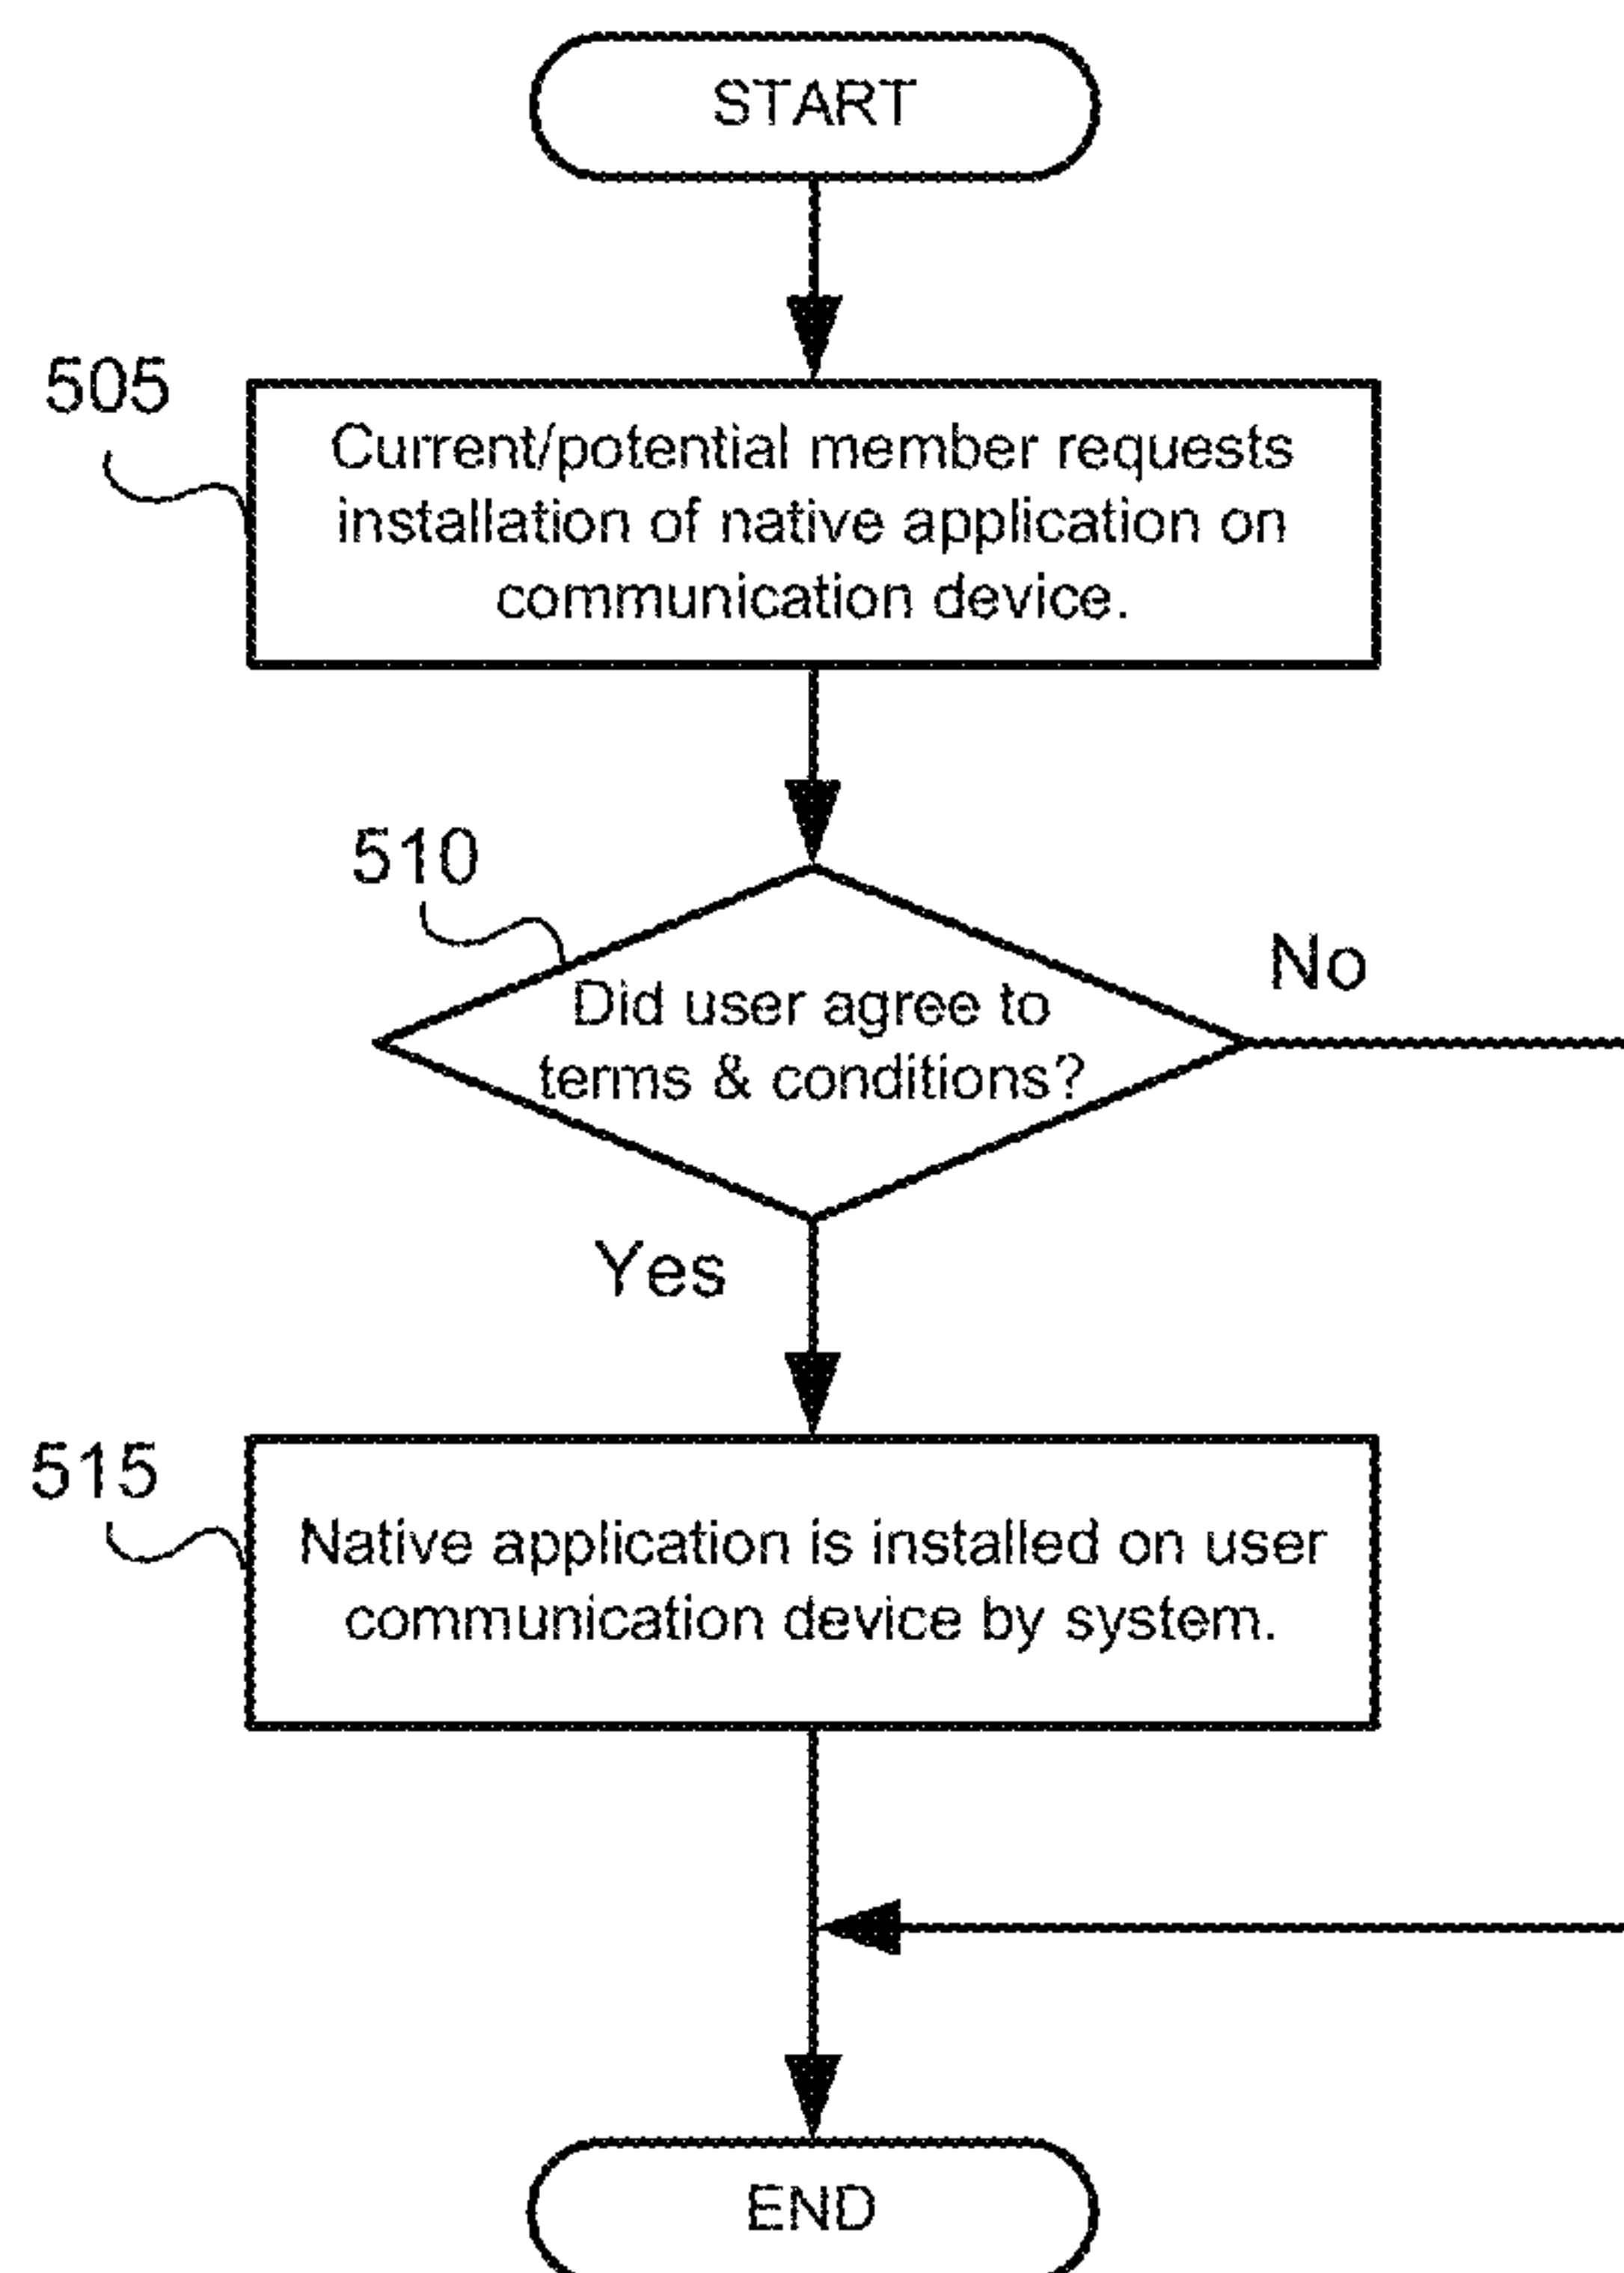 START
505
Current/potential member requests
installation of native application on
communication device.
510
Did user agree to
terms & conditions?
No
Yes
515
Native application is installed on user
communication device by system.
END